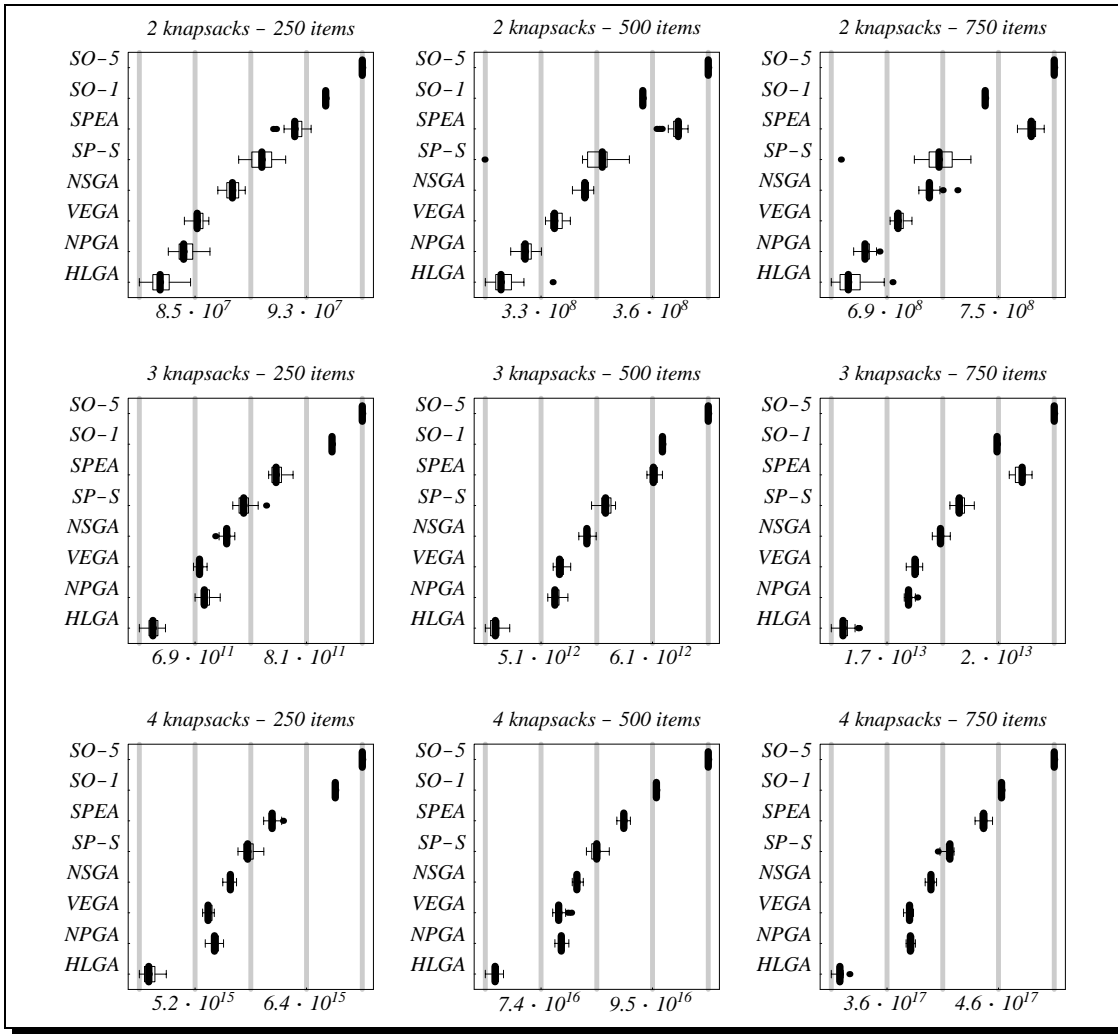 2 knapsacks – 250 items
SO–5
SO–1
SPEA
SP–S
NSGA
VEGA
NPGA
HLGA
8.5 · 10^7 9.3 · 10^7
2 knapsacks – 500 items
SO–5
SO–1
SPEA
SP–S
NSGA
VEGA
NPGA
HLGA
3.3 · 10^8 3.6 · 10^8
2 knapsacks – 750 items
SO–5
SO–1
SPEA
SP–S
NSGA
VEGA
NPGA
HLGA
6.9 · 10^8 7.5 · 10^8
3 knapsacks – 250 items
SO–5
SO–1
SPEA
SP–S
NSGA
VEGA
NPGA
HLGA
6.9 · 10^11 8.1 · 10^11
3 knapsacks – 500 items
SO–5
SO–1
SPEA
SP–S
NSGA
VEGA
NPGA
HLGA
5.1 · 10^12 6.1 · 10^12
3 knapsacks – 750 items
SO–5
SO–1
SPEA
SP–S
NSGA
VEGA
NPGA
HLGA
1.7 · 10^13 2. · 10^13
4 knapsacks – 250 items
SO–5
SO–1
SPEA
SP–S
NSGA
VEGA
NPGA
HLGA
5.2 · 10^15 6.4 · 10^15
4 knapsacks – 500 items
SO–5
SO–1
SPEA
SP–S
NSGA
VEGA
NPGA
HLGA
7.4 · 10^16 9.5 · 10^16
4 knapsacks – 750 items
SO–5
SO–1
SPEA
SP–S
NSGA
VEGA
NPGA
HLGA
3.6 · 10^17 4.6 · 10^17